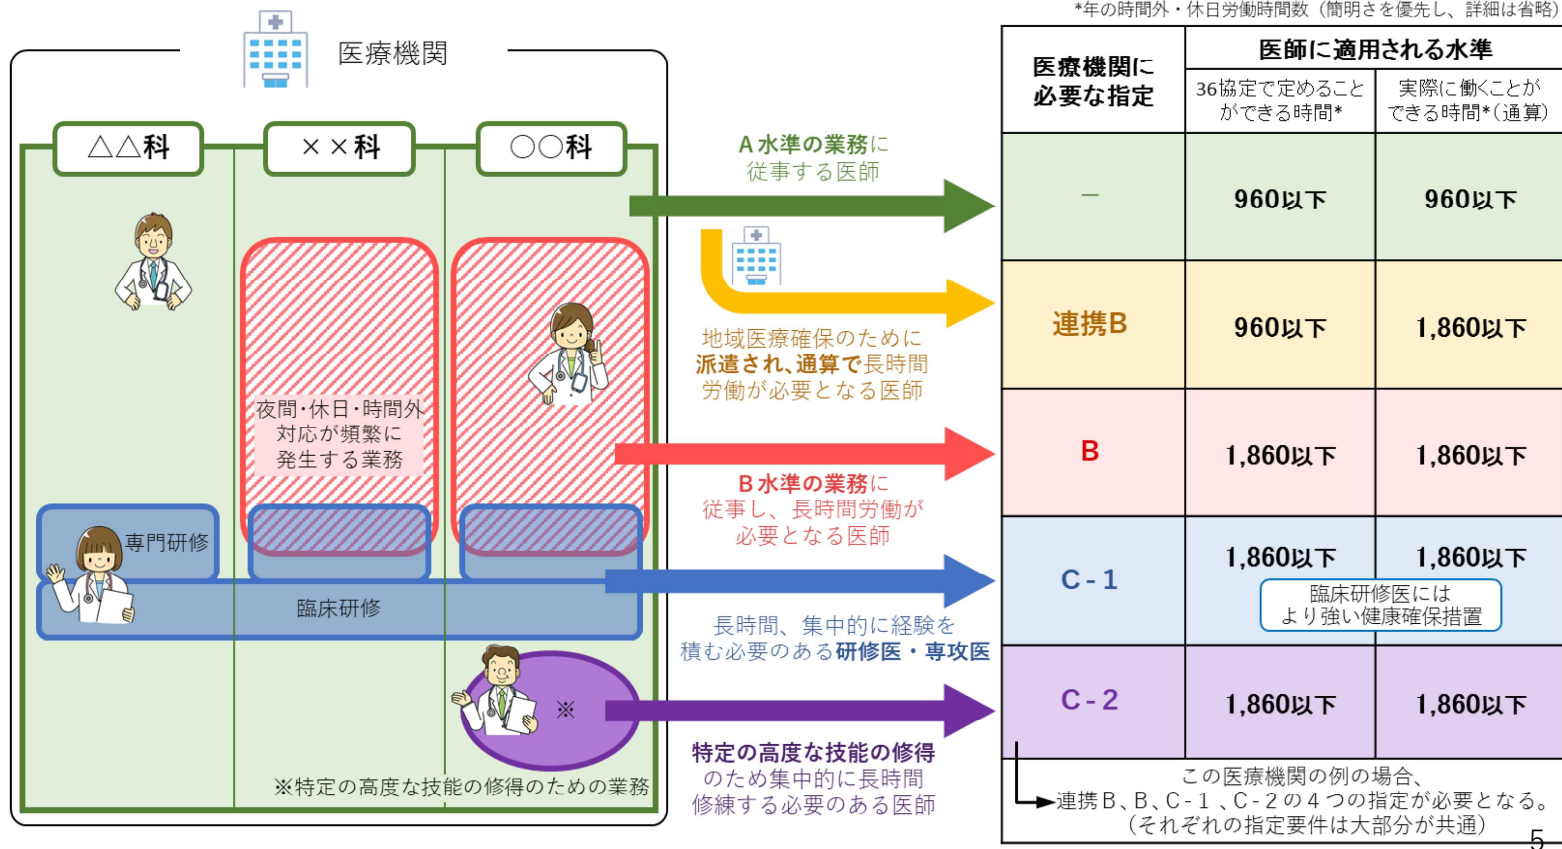 *年の時間外・休日労働時間数（簡明さを優先し、詳細は省略）
医療機関
△△科
××科
○○科
夜間・休日・時間外
対応が頻繁に
発生する業務
専門研修
臨床研修
※
※特定の高度な技能の修得のための業務
A水準の業務に
従事する医師
地域医療確保のために
派遣され、通算で長時間
労働が必要となる医師
B水準の業務に
従事し、長時間労働が
必要となる医師
長時間、集中的に経験を
積む必要のある研修医・専攻医
特定の高度な技能の修得
のため集中的に長時間
修練する必要のある医師
医療機関に
必要な指定
医師に適用される水準
36協定で定めること
ができる時間*
実際に働くことが
できる時間*(通算)
－
960以下
960以下
連携B
960以下
1,860以下
B
1,860以下
1,860以下
C-1
1,860以下
1,860以下
臨床研修医には
より強い健康確保措置
C-2
1,860以下
1,860以下
この医療機関の例の場合、
連携B、B、C-1、C-2の4つの指定が必要となる。
（それぞれの指定要件は大部分が共通）
5